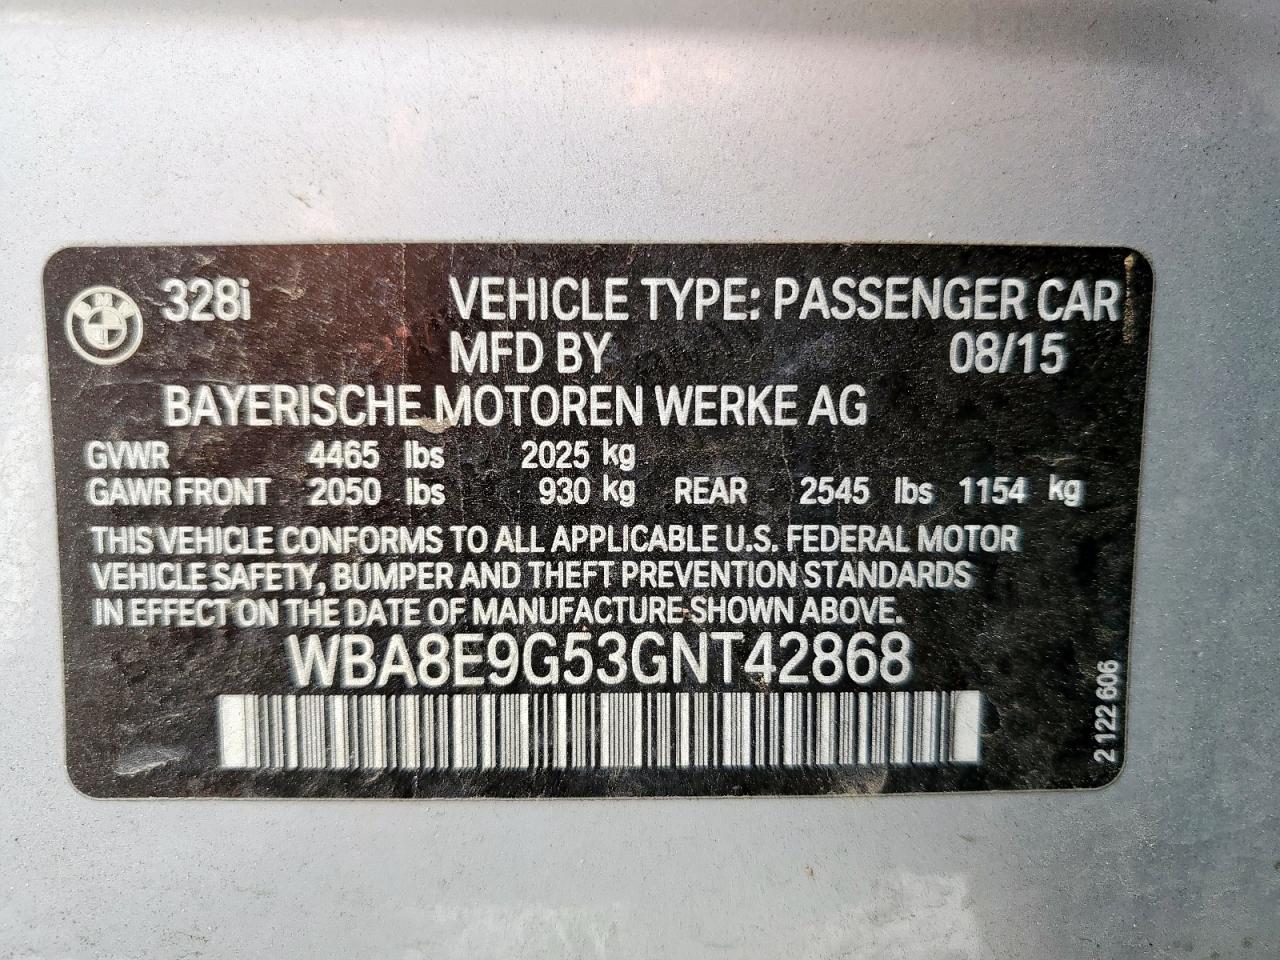 328i VEHICLE TYPE: PASSENGER CAR
MFD BY 08/15
BAYERISCHE MOTOREN WERKE AG
GVWR 4465 lbs 2025 kg
GAWR FRONT 2050 lbs 930 kg REAR 2545 lbs 1154 kg
THIS VEHICLE CONFORMS TO ALL APPLICABLE U.S. FEDERAL MOTOR
VEHICLE SAFETY, BUMPER AND THEFT PREVENTION STANDARDS
IN EFFECT ON THE DATE OF MANUFACTURE SHOWN ABOVE.
WBA8E9G53GNT42868
2 122 606